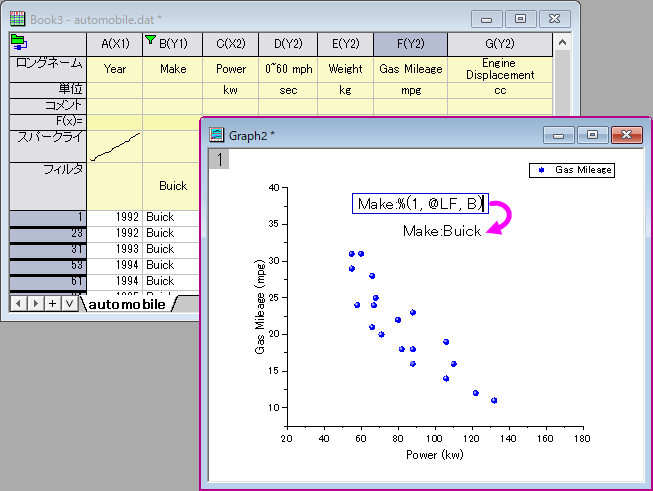 Book3 - automobile.dat *
A(X1) B(Y1) C(X2) D(Y2) E(Y2) F(Y2) G(Y2)
ロングネーム Year Make Power 0~60 mph Weight Gas Mileage Engine Displacement
単位 kw sec kg mpg cc
コメント
F(x)=
スパークライ
フィルタ Buick
1 1992 Buick
23 1992 Buick
31 1993 Buick
53 1994 Buick
61 1994 Buick
automobile
Graph2 *
1
Gas Mileage
Make:%(1, @LF, B)
Make:Buick
Gas Mileage (mpg)
40
35
30
25
20
15
10
20 40 60 80 100 120 140 160 180
Power (kw)